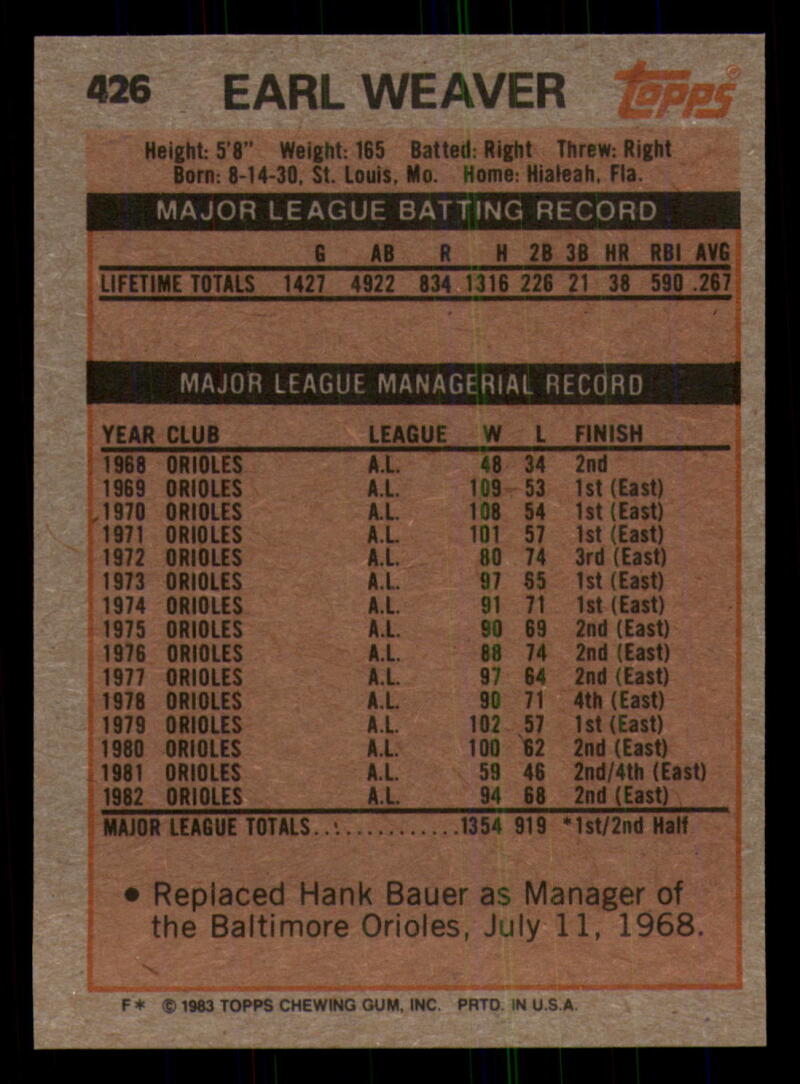 426 EARL WEAVER topps®
Height: 5'8" Weight: 165 Batted: Right Threw: Right
Born: 8-14-30, St. Louis, Mo. Home: Hialeah, Fla.
MAJOR LEAGUE BATTING RECORD
G AB R H 2B 3B HR RBI AVG
LIFETIME TOTALS 1427 4922 834 1316 226 21 38 590 .267
MAJOR LEAGUE MANAGERIAL RECORD
YEAR CLUB LEAGUE W L FINISH
1968 ORIOLES A.L. 48 34 2nd
1969 ORIOLES A.L. 109 53 1st (East)
1970 ORIOLES A.L. 108 54 1st (East)
1971 ORIOLES A.L. 101 57 1st (East)
1972 ORIOLES A.L. 80 74 3rd (East)
1973 ORIOLES A.L. 97 65 1st (East)
1974 ORIOLES A.L. 91 71 1st (East)
1975 ORIOLES A.L. 90 69 2nd (East)
1976 ORIOLES A.L. 88 74 2nd (East)
1977 ORIOLES A.L. 97 64 2nd (East)
1978 ORIOLES A.L. 90 71 4th (East)
1979 ORIOLES A.L. 102 57 1st (East)
1980 ORIOLES A.L. 100 62 2nd (East)
1981 ORIOLES A.L. 59 46 2nd/4th (East)
1982 ORIOLES A.L. 94 68 2nd (East)
MAJOR LEAGUE TOTALS...............1354 919 *1st/2nd Half
• Replaced Hank Bauer as Manager of
the Baltimore Orioles, July 11, 1968.
F* © 1983 TOPPS CHEWING GUM, INC. PRTD. IN U.S.A.